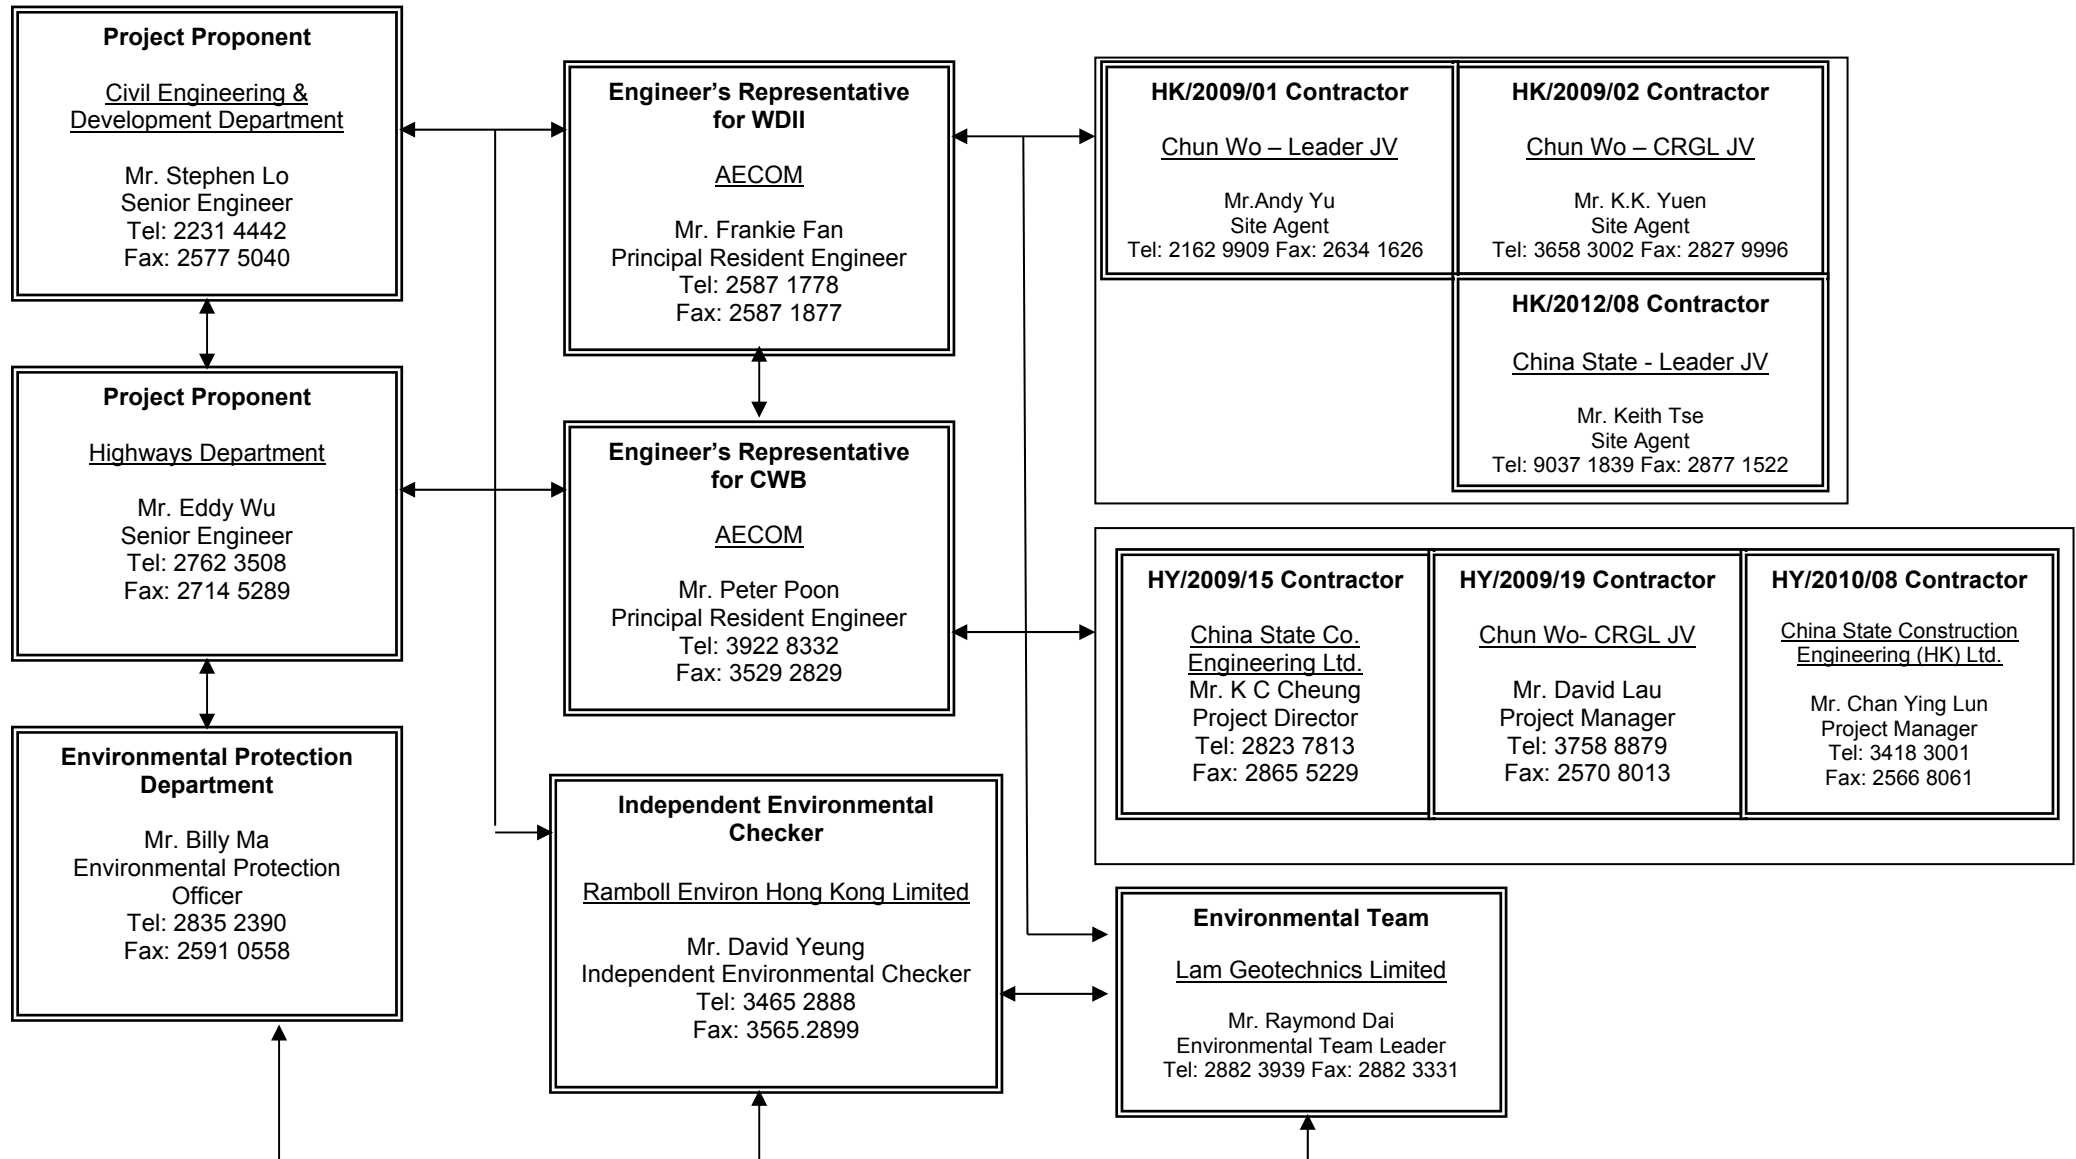 Project Proponent
Civil Engineering &
Development Department
Mr. Stephen Lo
Senior Engineer
Tel: 2231 4442
Fax: 2577 5040
Project Proponent
Highways Department
Mr. Eddy Wu
Senior Engineer
Tel: 2762 3508
Fax: 2714 5289
Environmental Protection
Department
Mr. Billy Ma
Environmental Protection
Officer
Tel: 2835 2390
Fax: 2591 0558
Engineer’s Representative
for WDII
AECOM
Mr. Frankie Fan
Principal Resident Engineer
Tel: 2587 1778
Fax: 2587 1877
Engineer’s Representative
for CWB
AECOM
Mr. Peter Poon
Principal Resident Engineer
Tel: 3922 8332
Fax: 3529 2829
Independent Environmental
Checker
Ramboll Environ Hong Kong Limited
Mr. David Yeung
Independent Environmental Checker
Tel: 3465 2888
Fax: 3565.2899
HK/2009/01 Contractor
Chun Wo – Leader JV
Mr.Andy Yu
Site Agent
Tel: 2162 9909 Fax: 2634 1626
HK/2009/02 Contractor
Chun Wo – CRGL JV
Mr. K.K. Yuen
Site Agent
Tel: 3658 3002 Fax: 2827 9996
HK/2012/08 Contractor
China State - Leader JV
Mr. Keith Tse
Site Agent
Tel: 9037 1839 Fax: 2877 1522
HY/2009/15 Contractor
China State Co.
Engineering Ltd.
Mr. K C Cheung
Project Director
Tel: 2823 7813
Fax: 2865 5229
HY/2009/19 Contractor
Chun Wo- CRGL JV
Mr. David Lau
Project Manager
Tel: 3758 8879
Fax: 2570 8013
HY/2010/08 Contractor
China State Construction
Engineering (HK) Ltd.
Mr. Chan Ying Lun
Project Manager
Tel: 3418 3001
Fax: 2566 8061
Environmental Team
Lam Geotechnics Limited
Mr. Raymond Dai
Environmental Team Leader
Tel: 2882 3939 Fax: 2882 3331